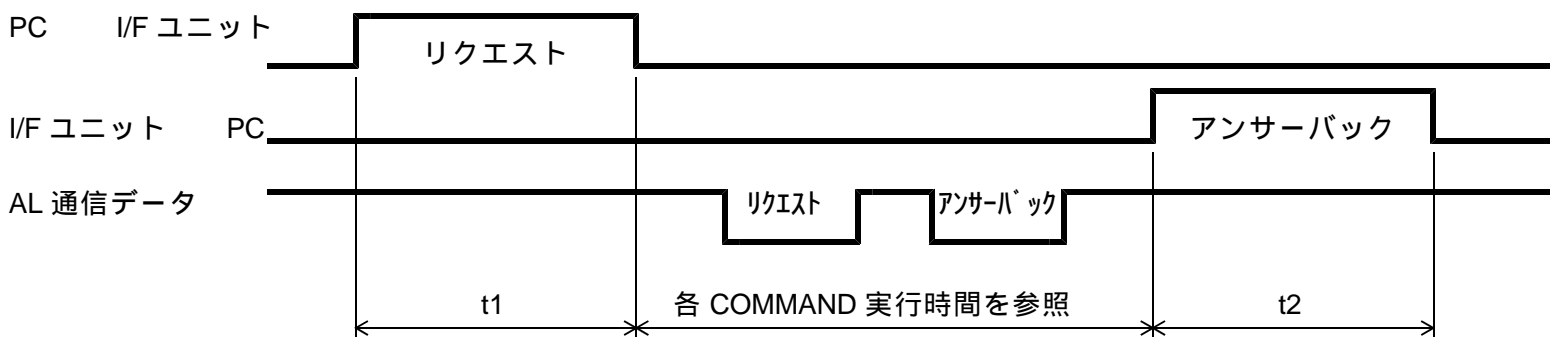 PC I/F ユニット
リクエスト
I/F ユニット PC
アンサーバック
AL 通信データ
リクエスト
アンサーバック
t1
各 COMMAND 実行時間を参照
t2